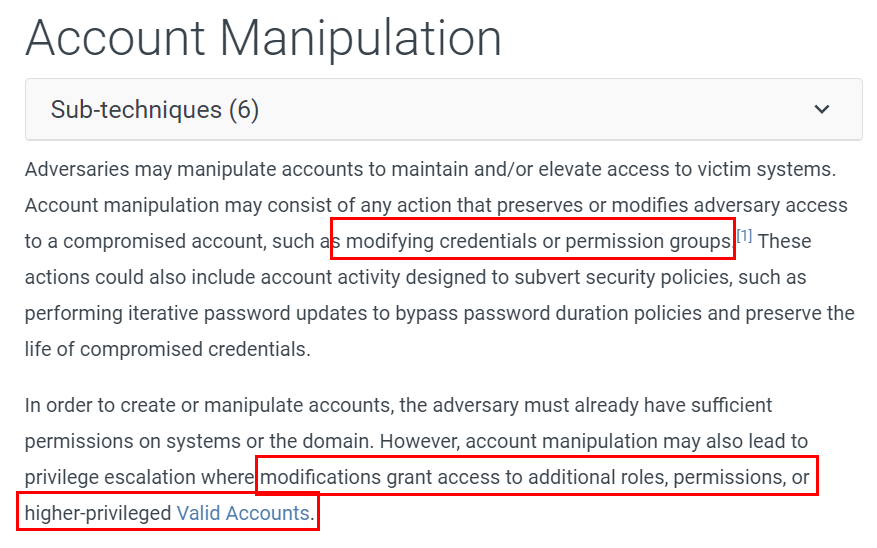 Account Manipulation
Sub-techniques (6)
Adversaries may manipulate accounts to maintain and/or elevate access to victim systems.
Account manipulation may consist of any action that preserves or modifies adversary access
to a compromised account, such as modifying credentials or permission groups.[1] These
actions could also include account activity designed to subvert security policies, such as
performing iterative password updates to bypass password duration policies and preserve the
life of compromised credentials.
In order to create or manipulate accounts, the adversary must already have sufficient
permissions on systems or the domain. However, account manipulation may also lead to
privilege escalation where modifications grant access to additional roles, permissions, or
higher-privileged Valid Accounts.